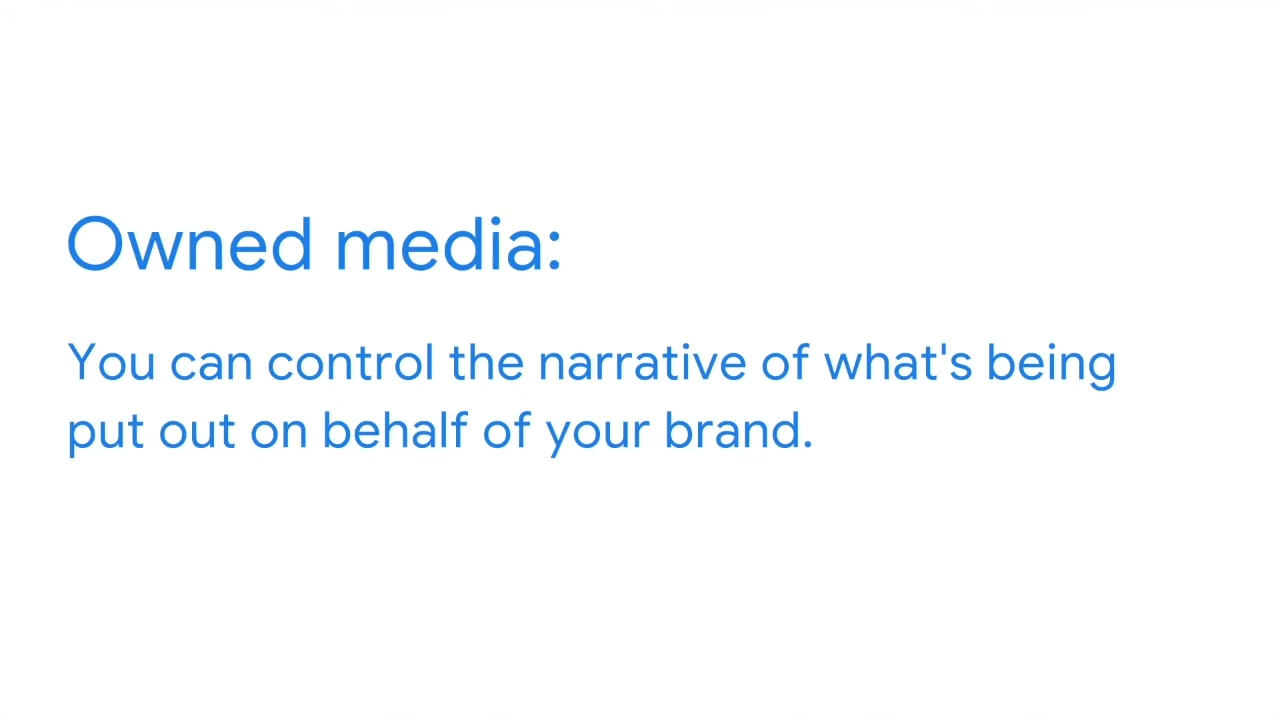 Owned media:
You can control the narrative of what's being
put out on behalf of your brand.